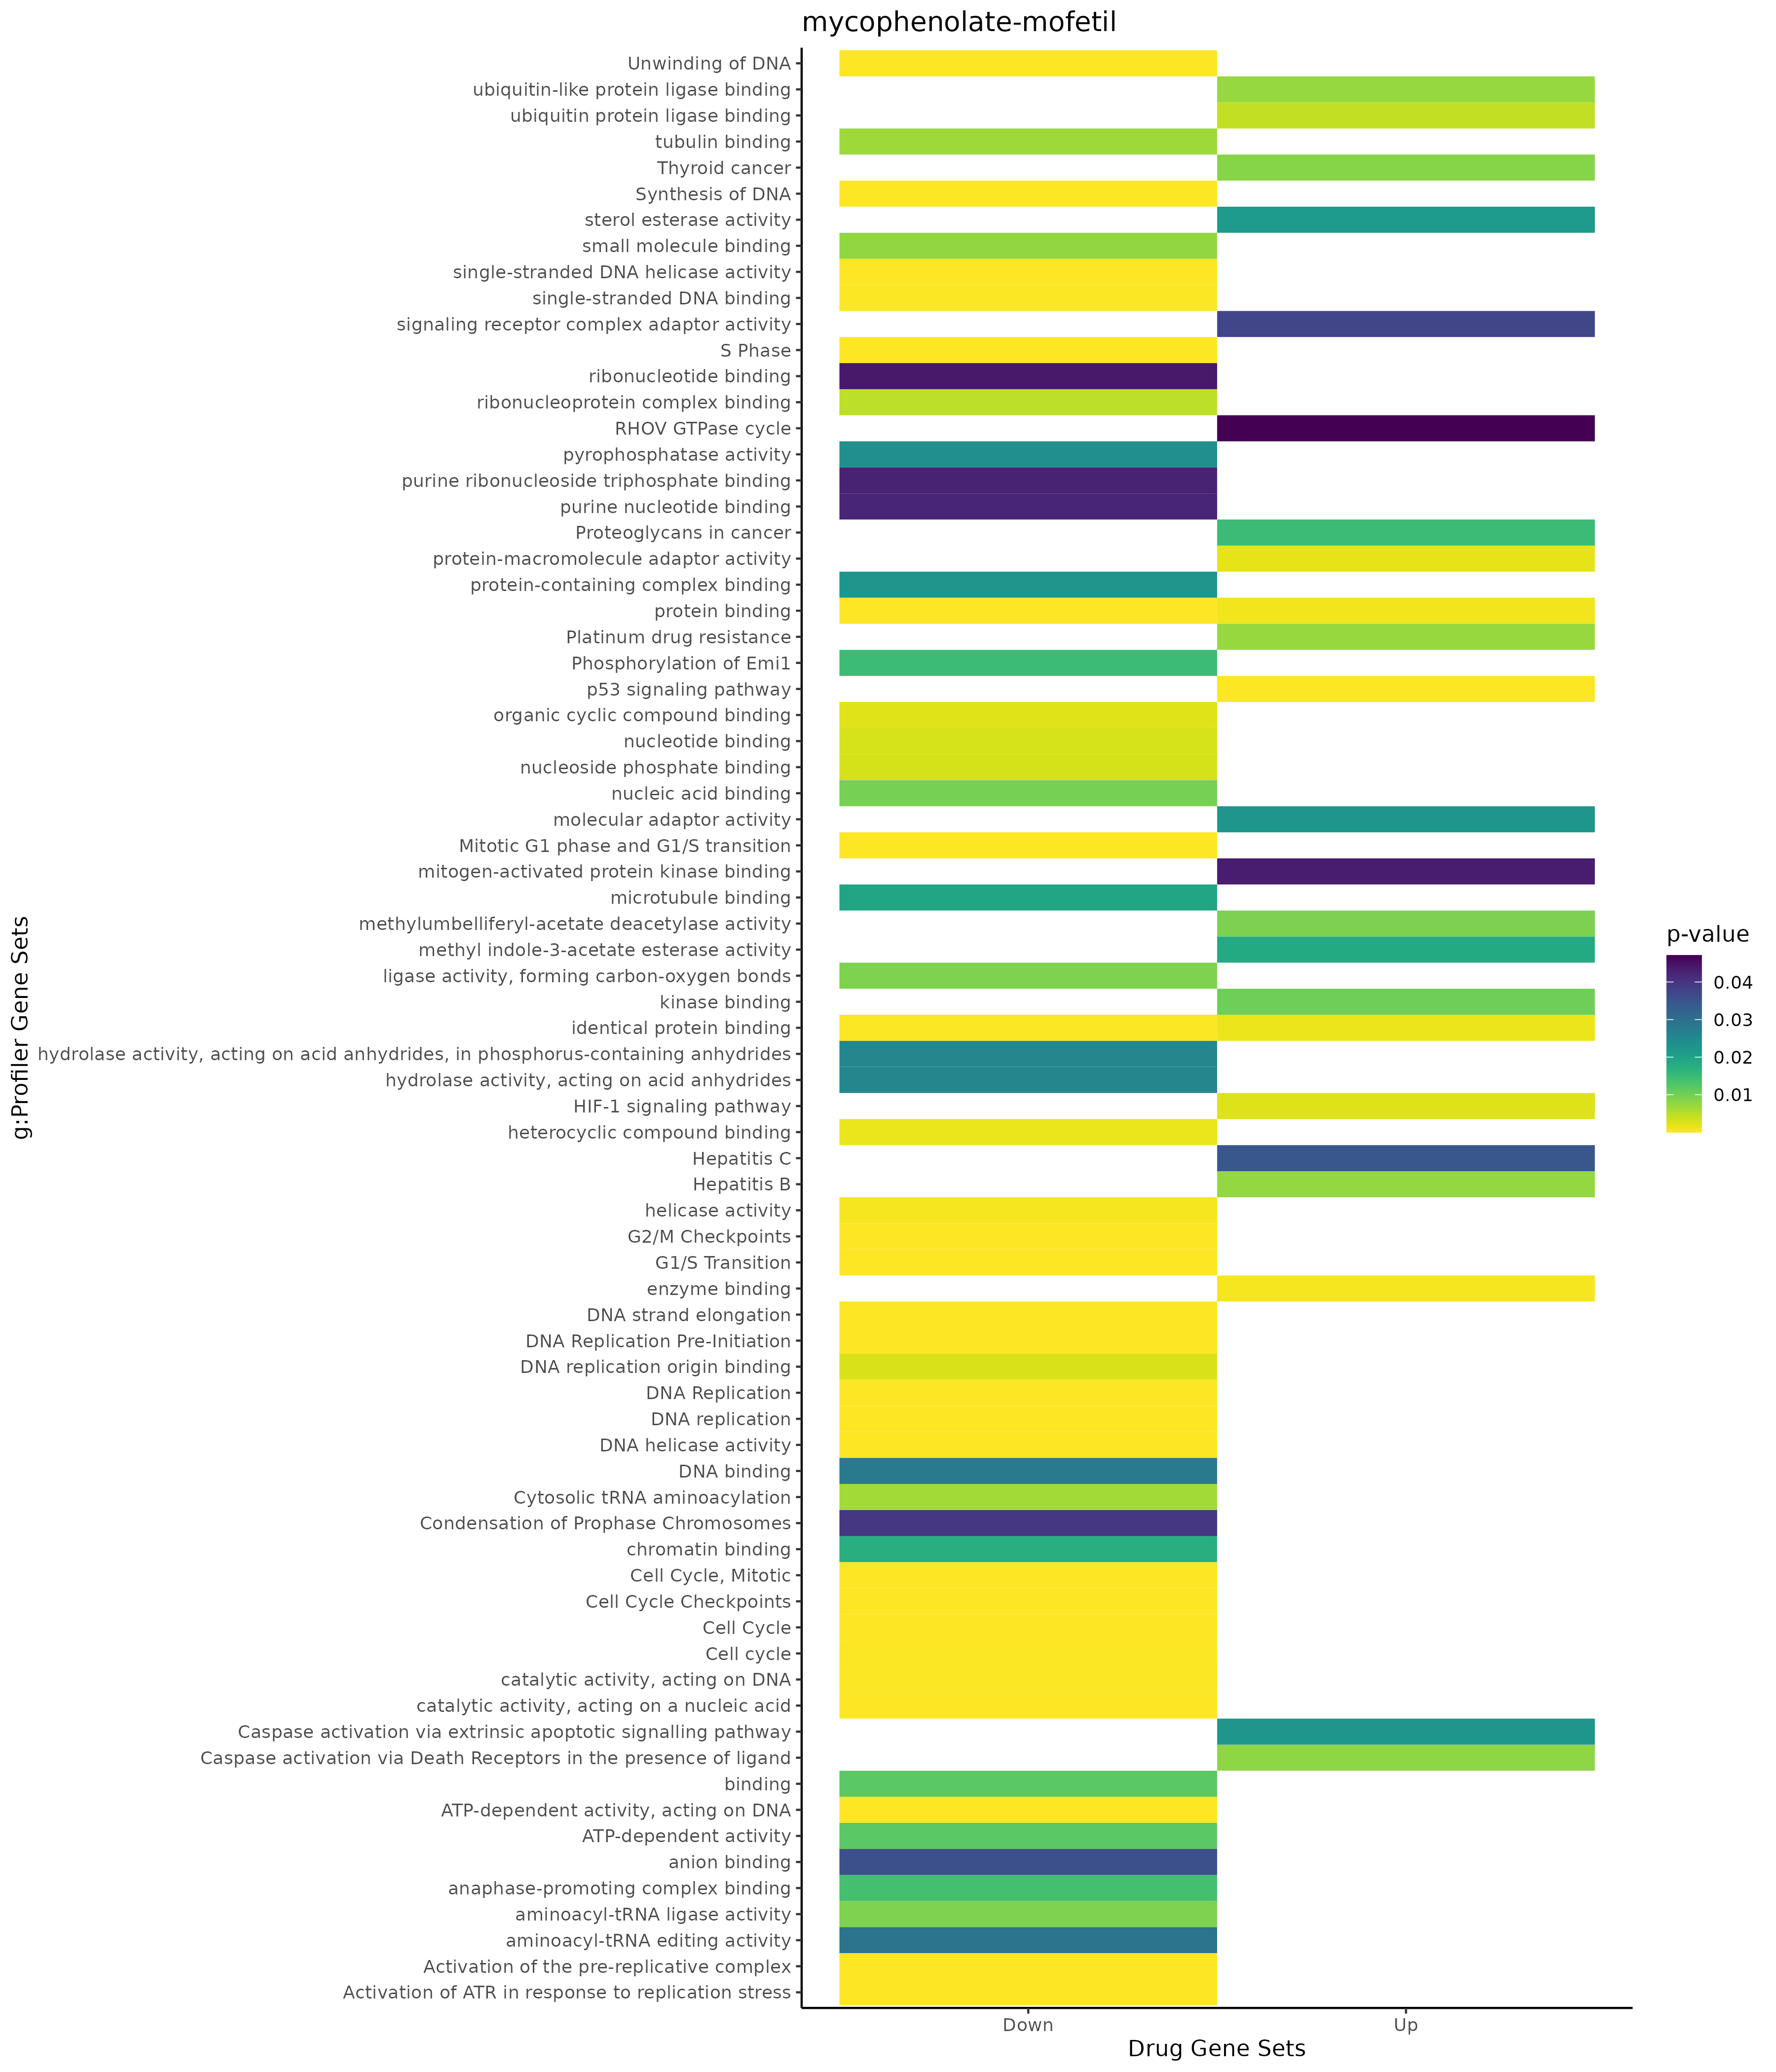 mycophenolate-mofetil
Unwinding of DNA
ubiquitin-like protein ligase binding
ubiquitin protein ligase binding
tubulin binding
Thyroid cancer
Synthesis of DNA
sterol esterase activity
small molecule binding
single-stranded DNA helicase activity
single-stranded DNA binding
signaling receptor complex adaptor activity
S Phase
ribonucleotide binding
ribonucleoprotein complex binding
RHOV GTPase cycle
pyrophosphatase activity
purine ribonucleoside triphosphate binding
purine nucleotide binding
Proteoglycans in cancer
protein-macromolecule adaptor activity
protein-containing complex binding
protein binding
Platinum drug resistance
Phosphorylation of Emi1
p53 signaling pathway
organic cyclic compound binding
nucleotide binding
nucleoside phosphate binding
nucleic acid binding
molecular adaptor activity
Mitotic G1 phase and G1/S transition
mitogen-activated protein kinase binding
microtubule binding
methylumbelliferyl-acetate deacetylase activity
methyl indole-3-acetate esterase activity
ligase activity, forming carbon-oxygen bonds
kinase binding
identical protein binding
hydrolase activity, acting on acid anhydrides, in phosphorus-containing anhydrides
hydrolase activity, acting on acid anhydrides
HIF-1 signaling pathway
heterocyclic compound binding
Hepatitis C
Hepatitis B
helicase activity
G2/M Checkpoints
G1/S Transition
enzyme binding
DNA strand elongation
DNA Replication Pre-Initiation
DNA replication origin binding
DNA Replication
DNA replication
DNA helicase activity
DNA binding
Cytosolic tRNA aminoacylation
Condensation of Prophase Chromosomes
chromatin binding
Cell Cycle, Mitotic
Cell Cycle Checkpoints
Cell Cycle
Cell cycle
catalytic activity, acting on DNA
catalytic activity, acting on a nucleic acid
Caspase activation via extrinsic apoptotic signalling pathway
Caspase activation via Death Receptors in the presence of ligand
binding
ATP-dependent activity, acting on DNA
ATP-dependent activity
anion binding
anaphase-promoting complex binding
aminoacyl-tRNA ligase activity
aminoacyl-tRNA editing activity
Activation of the pre-replicative complex
Activation of ATR in response to replication stress
g:Profiler Gene Sets
Down
Up
Drug Gene Sets
p-value
0.04
0.03
0.02
0.01